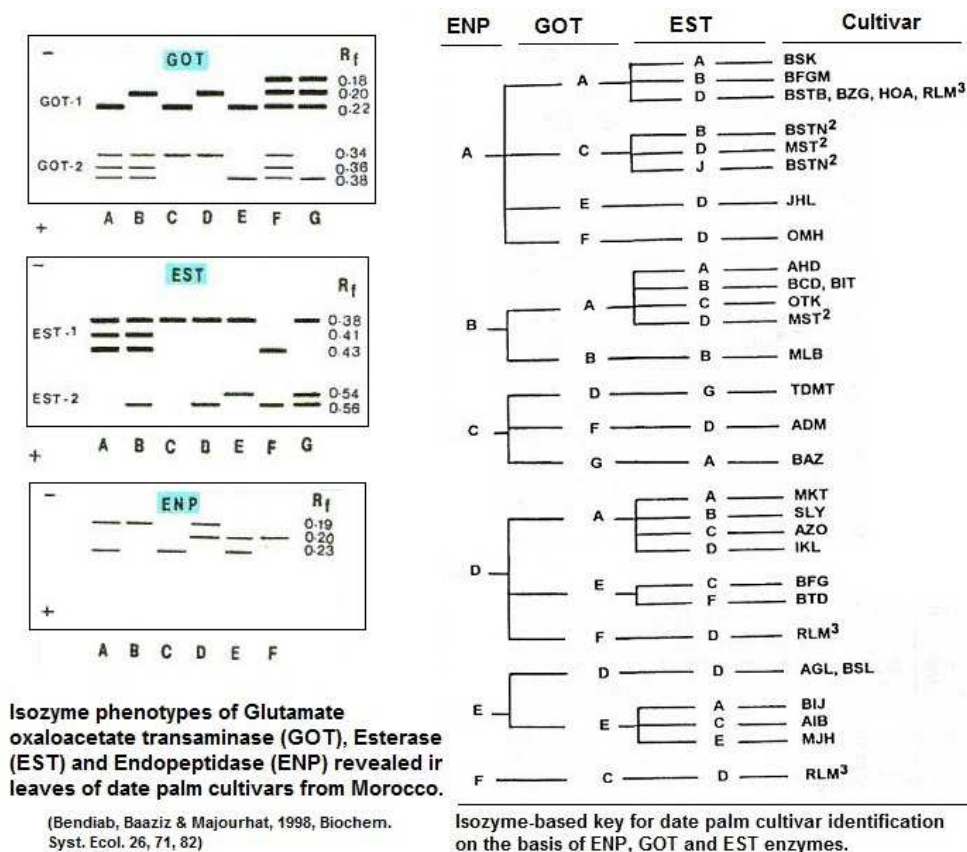 −
GOT
Rf
0·18
GOT-1
0·20
0·22
0·34
GOT-2
0·36
0·38
A B C D E F G
+
−
EST
Rf
0·38
EST-1
0·41
0·43
0·54
EST-2
0·56
A B C D E F G
+
−
ENP
Rf
0·19
0·20
0·23
+
A B C D E F
Isozyme phenotypes of Glutamate
oxaloacetate transaminase (GOT), Esterase
(EST) and Endopeptidase (ENP) revealed in
leaves of date palm cultivars from Morocco.
(Bendiab, Baaziz & Majourhat, 1998, Biochem.
Syst. Ecol. 26, 71, 82)
ENP GOT EST Cultivar
A BSK
A B BFGM
D BSTB, BZG, HOA, RLM3
B BSTN2
A C D MST2
J BSTN2
E D JHL
F D OMH
A AHD
B BCD, BIT
A C OTK
D MST2
B
B B MLB
D G TDMT
C F D ADM
G A BAZ
A MKT
A B SLY
C AZO
D IKL
D
E C BFG
F BTD
F D RLM3
D D AGL, BSL
E A BIJ
E C AIB
E MJH
F C D RLM3
Isozyme-based key for date palm cultivar identification
on the basis of ENP, GOT and EST enzymes.